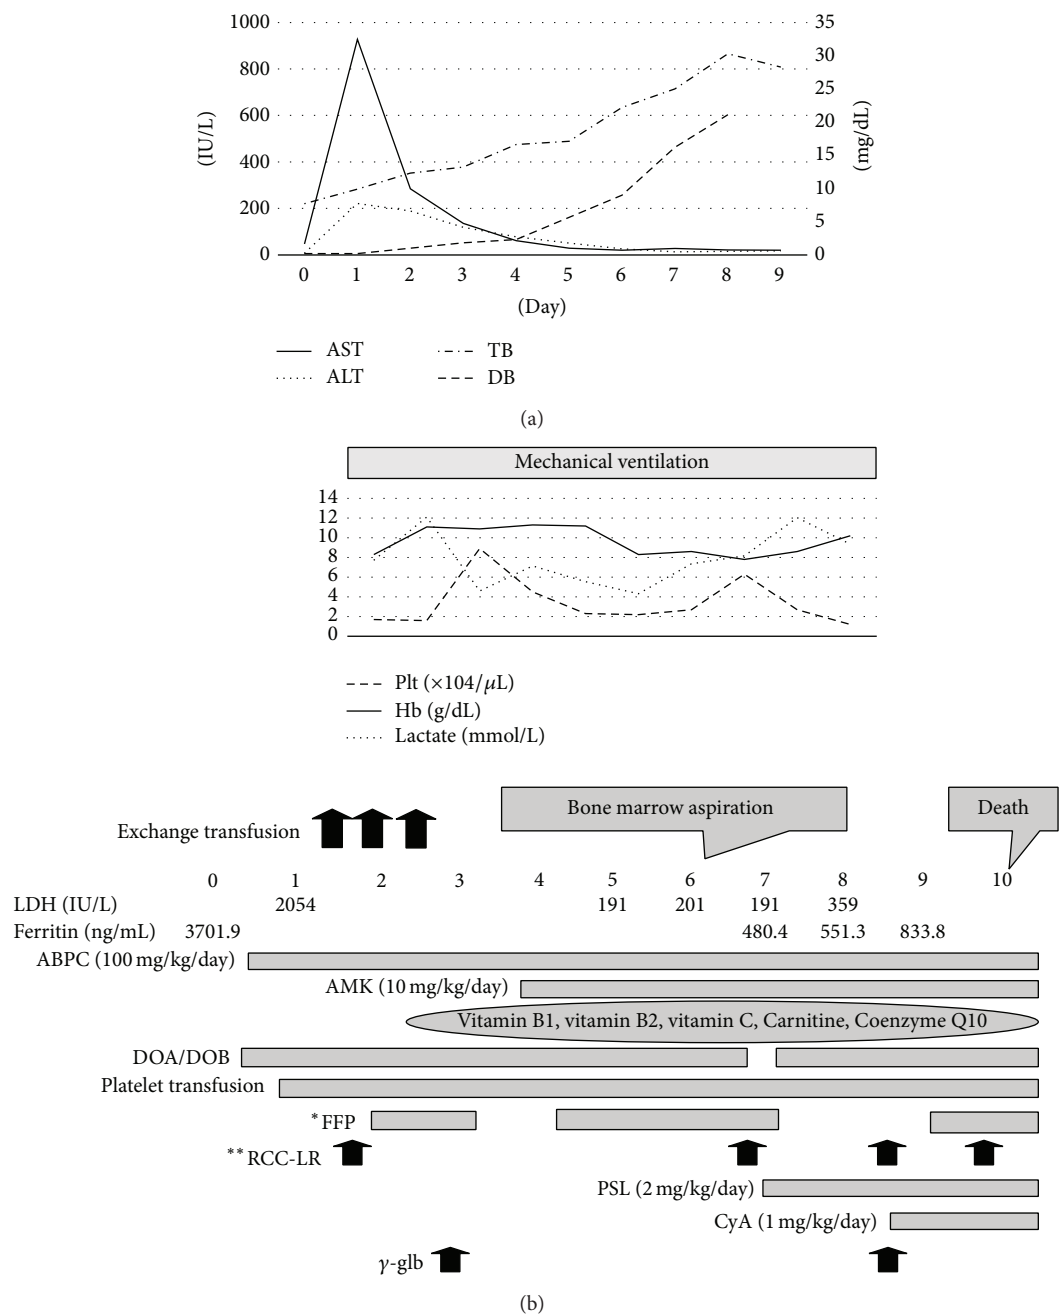 1000 35
800 30
25
600 20
400 15
10
200 5
0 0
(IU/L)
(mg/dL)
0 1 2 3 4 5 6 7 8 9
(Day)
AST TB
ALT DB
(a)
Mechanical ventilation
14
12
10
8
6
4
2
0
Plt (×104/μL)
Hb (g/dL)
Lactate (mmol/L)
Bone marrow aspiration Death
Exchange transfusion
0 1 2 3 4 5 6 7 8 9 10
LDH (IU/L) 2054 191 201 191 359
Ferritin (ng/mL) 3701.9 480.4 551.3 833.8
ABPC (100 mg/kg/day)
AMK (10 mg/kg/day)
Vitamin B1, vitamin B2, vitamin C, Carnitine, Coenzyme Q10
DOA/DOB
Platelet transfusion
*FFP
**RCC-LR
PSL (2 mg/kg/day)
CyA (1 mg/kg/day)
γ-glb
(b)